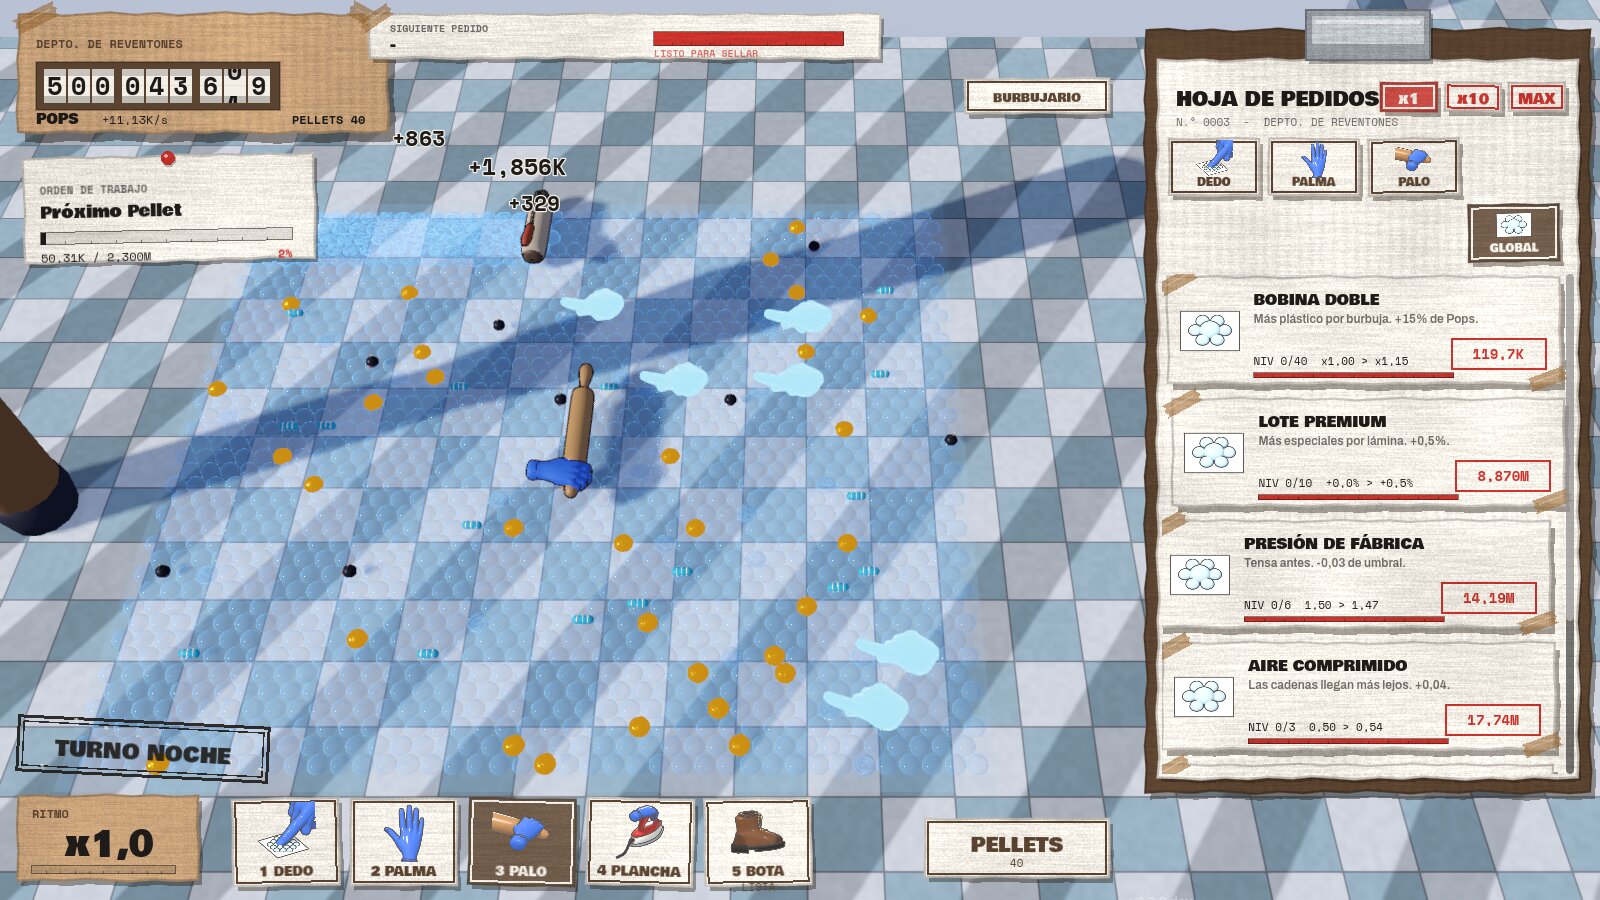 DEPTO. DE REVENTONES
500 043 6 9
POPS
+11,13K/s
PELLETS 40
SIGUIENTE PEDIDO
-
LISTO PARA SELLAR
BURBUJARIO
+863
+1,856K
+329
ORDEN DE TRABAJO
Próximo Pellet
50,31K / 2,300M
2%
HOJA DE PEDIDOS
x1
x10
MAX
N.° 0003 - DEPTO. DE REVENTONES
DEDO
PALMA
PALO
GLOBAL
BOBINA DOBLE
Más plástico por burbuja. +15% de Pops.
NIV 0/40 x1,00 > x1,15
119,7K
LOTE PREMIUM
Más especiales por lámina. +0,5%.
NIV 0/10 +0,0% > +0,5%
8,870M
PRESIÓN DE FÁBRICA
Tensa antes. -0,03 de umbral.
NIV 0/6 1,50 > 1,47
14,19M
AIRE COMPRIMIDO
Las cadenas llegan más lejos. +0,04.
NIV 0/3 0,50 > 0,54
17,74M
TURNO NOCHE
RITMO
x1,0
1 DEDO
2 PALMA
3 PALO
4 PLANCHA
5 BOTA
LISTA
PELLETS
40